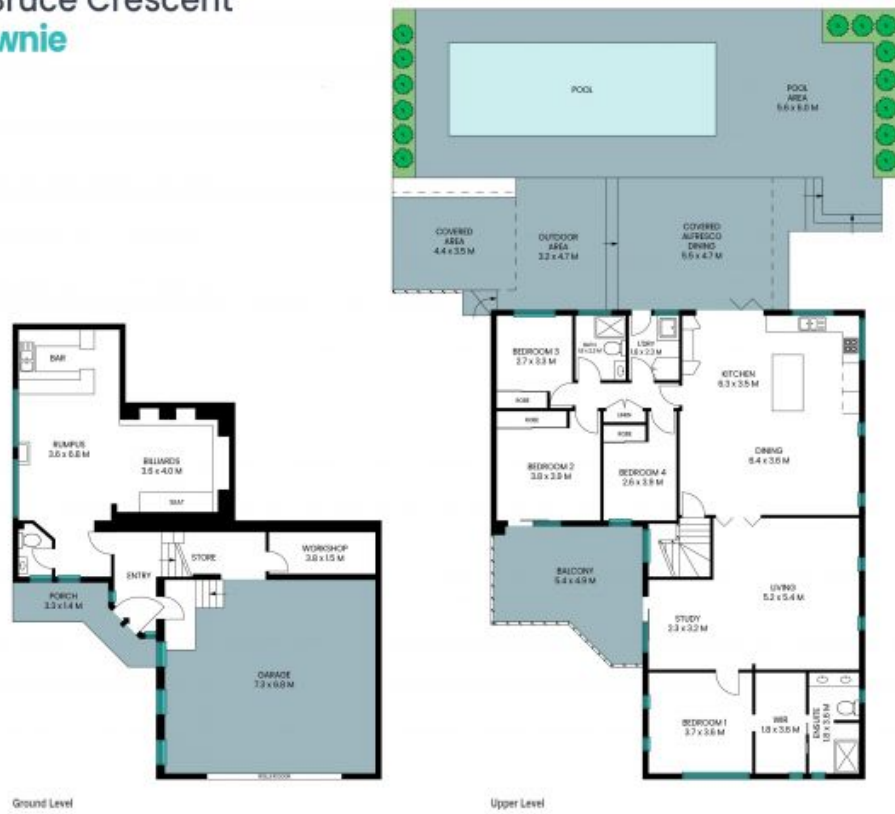 Bruce Crescent
wnie
POOL
POOL
AREA
5.6 x 6.0 M
COVERED
AREA
4.4 x 3.5 M
OUTDOOR
AREA
3.2 x 4.7 M
COVERED
ALFRESCO
DINING
5.5 x 4.7 M
BAR
RUMPUS
3.6 x 6.8 M
BILLIARDS
3.6 x 4.0 M
SEAT
STORE
WORKSHOP
3.8 x 1.5 M
ENTRY
PORCH
3.3 x 1.4 M
GARAGE
7.3 x 6.8 M
Ground Level
BEDROOM 3
2.7 x 3.3 M
ROBE
BATH
L'DRY
1.6 x 2.2 M
LINEN
KITCHEN
6.3 x 3.5 M
ROBE
BEDROOM 2
3.8 x 3.9 M
ROBE
BEDROOM 4
2.6 x 3.9 M
DINING
6.4 x 3.6 M
BALCONY
5.4 x 4.9 M
LIVING
5.2 x 5.4 M
STUDY
2.3 x 3.2 M
BEDROOM 1
3.7 x 3.6 M
WIR
1.8 x 3.6 M
ENSUITE
1.8 x 3.6 M
Upper Level